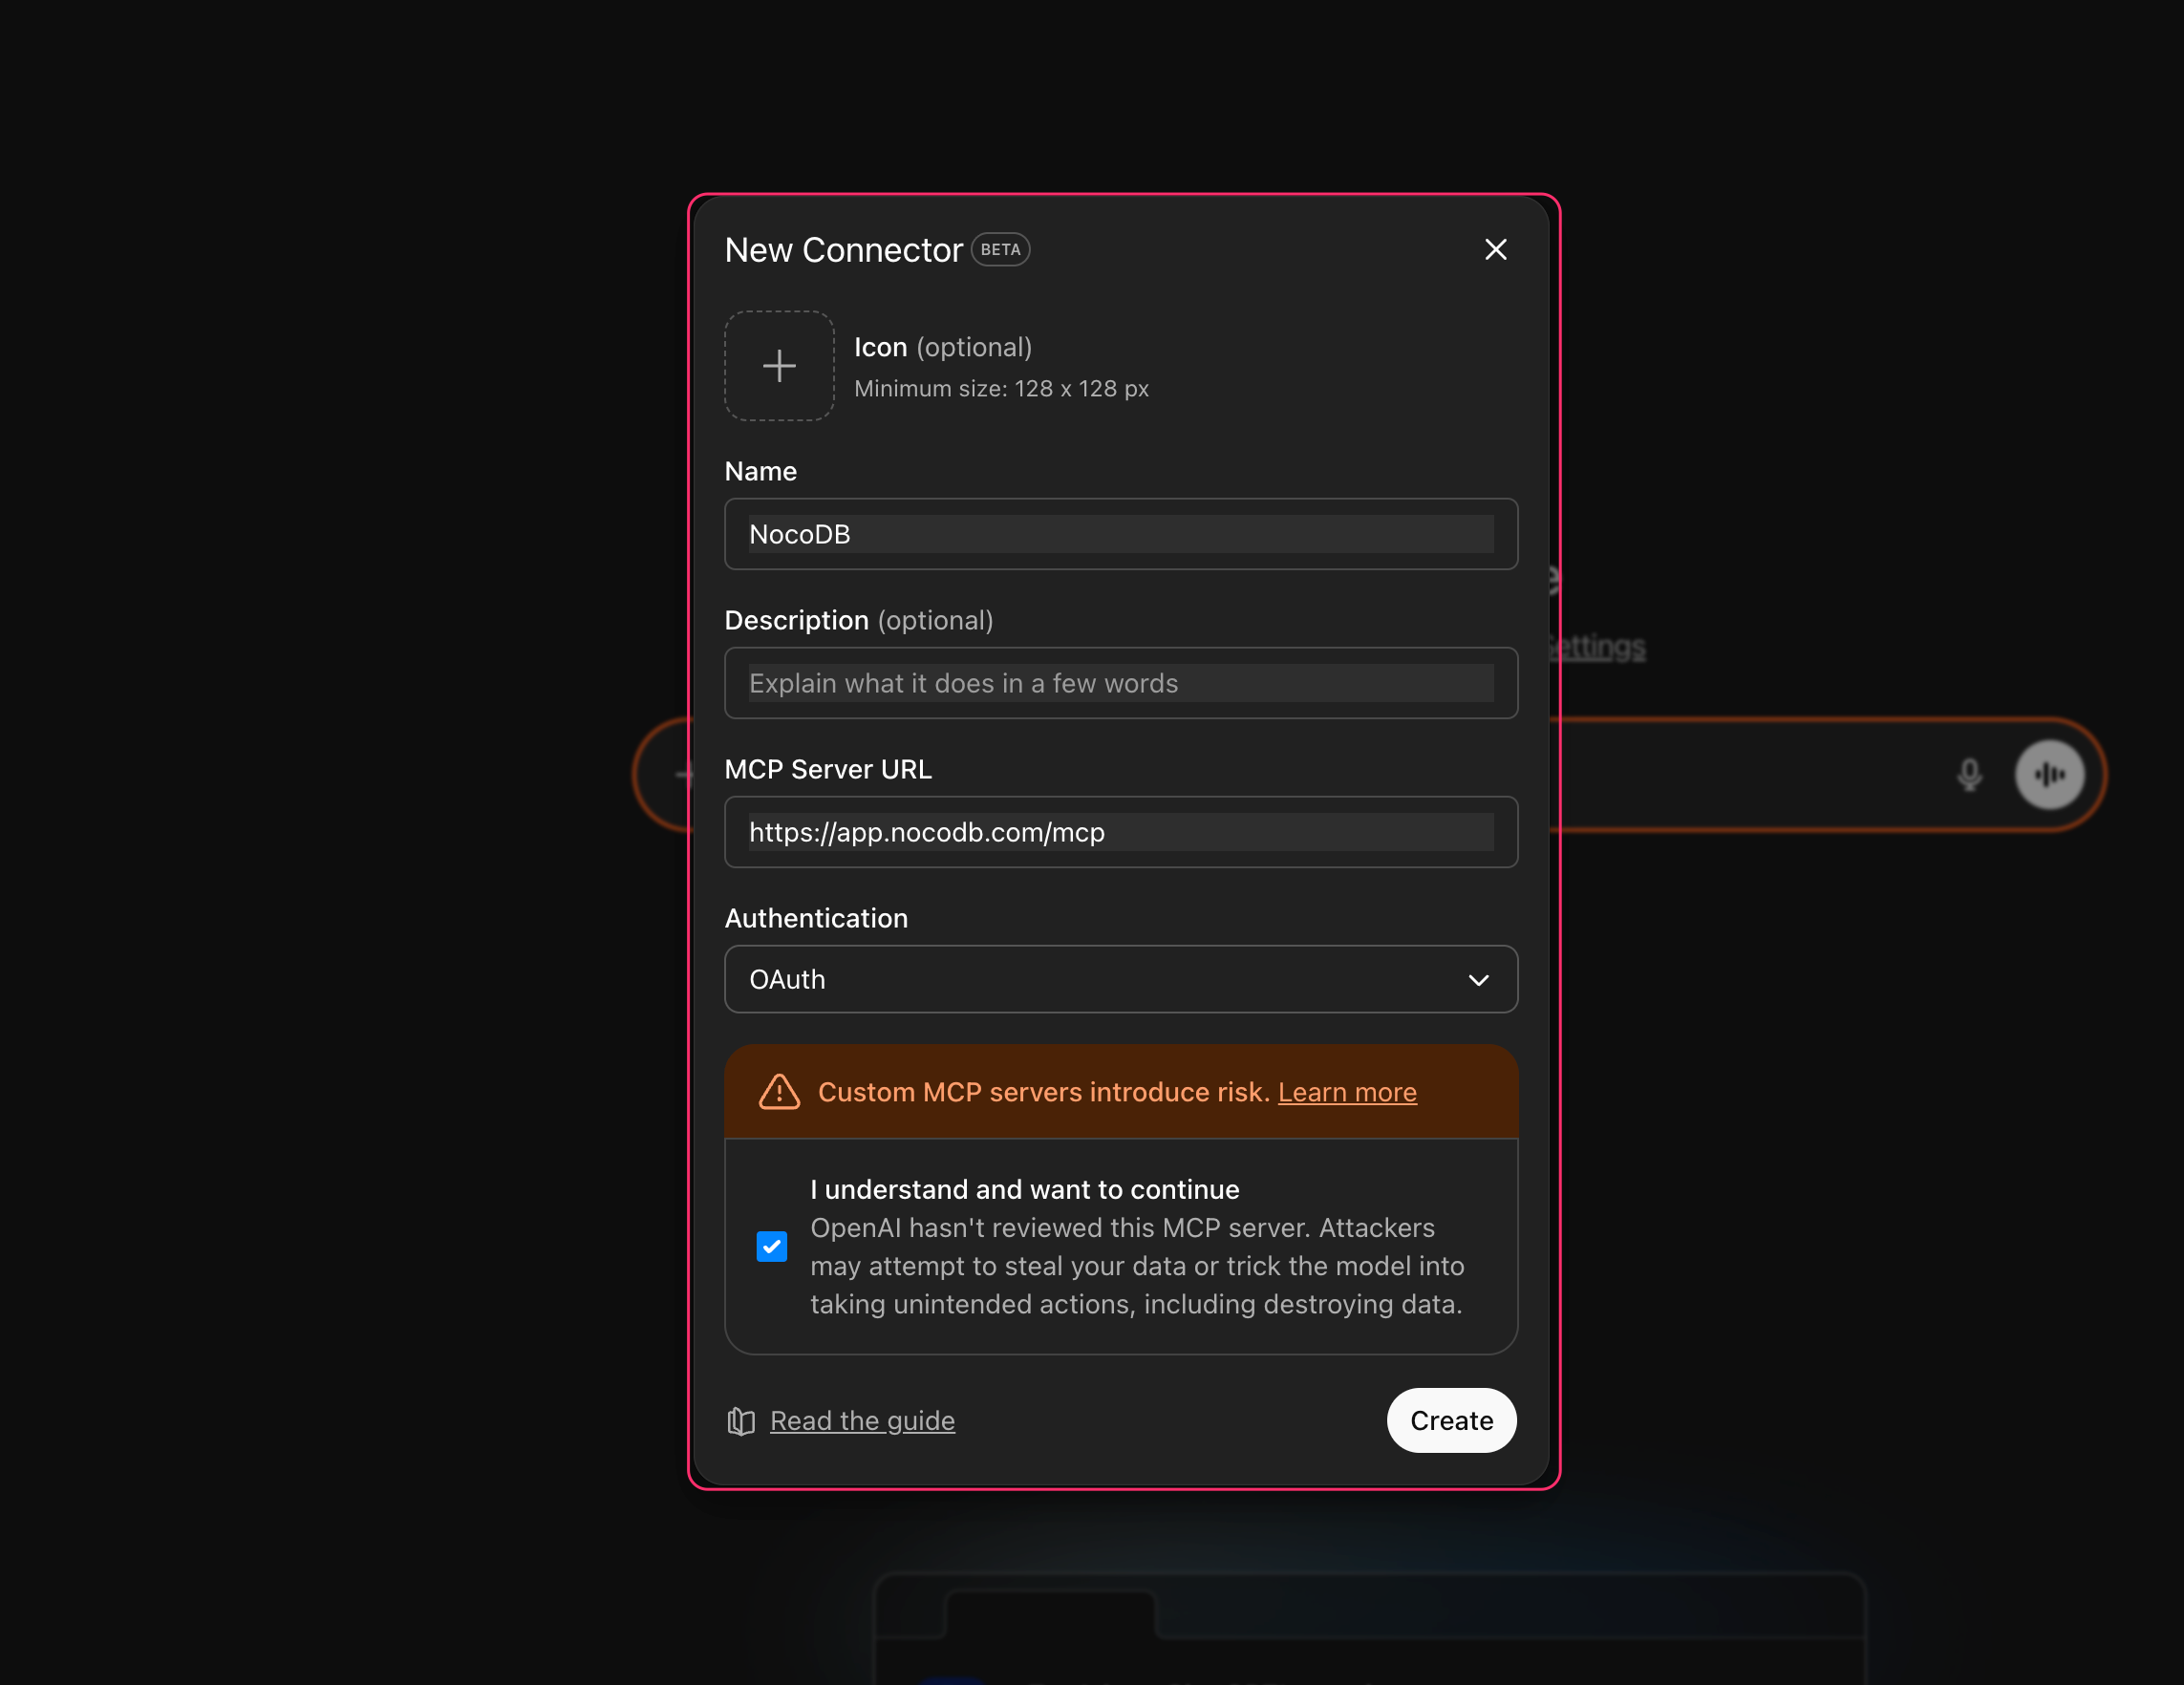 New Connector BETA
Icon (optional)
Minimum size: 128 x 128 px
Name
NocoDB
Description (optional)
Explain what it does in a few words
MCP Server URL
https://app.nocodb.com/mcp
Authentication
OAuth
Custom MCP servers introduce risk. Learn more
I understand and want to continue
OpenAI hasn't reviewed this MCP server. Attackers
may attempt to steal your data or trick the model into
taking unintended actions, including destroying data.
Read the guide
Create
Settings